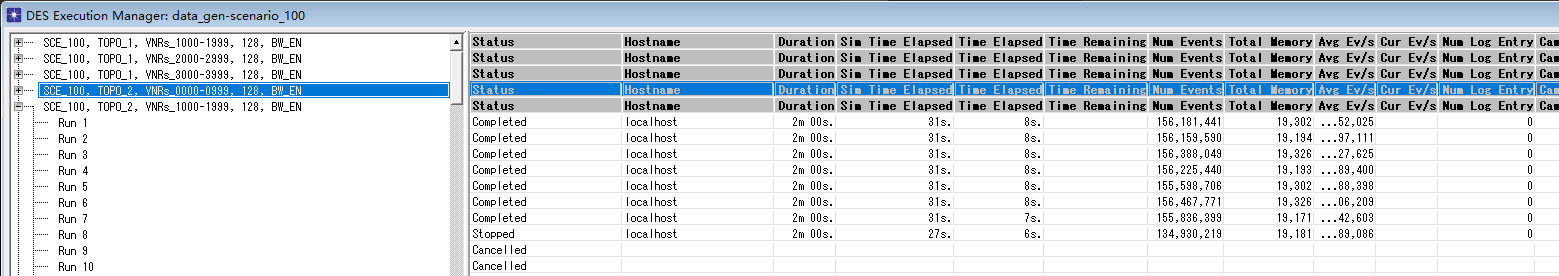 DES Execution Manager: data_gen-scenario_100
SCE_100, TOPO_1, VNRs_1000-1999, 128, BW_EN Status Hostname Duration Sim Time Elapsed Time Elapsed Time Remaining Num Events Total Memory Avg Ev/s Cur Ev/s Num Log Entry Cam
SCE_100, TOPO_1, VNRs_2000-2999, 128, BW_EN Status Hostname Duration Sim Time Elapsed Time Elapsed Time Remaining Num Events Total Memory Avg Ev/s Cur Ev/s Num Log Entry Cam
SCE_100, TOPO_1, VNRs_3000-3999, 128, BW_EN Status Hostname Duration Sim Time Elapsed Time Elapsed Time Remaining Num Events Total Memory Avg Ev/s Cur Ev/s Num Log Entry Cam
SCE_100, TOPO_2, VNRs_0000-0999, 128, BW_EN Status Hostname Duration Sim Time Elapsed Time Elapsed Time Remaining Num Events Total Memory Avg Ev/s Cur Ev/s Num Log Entry Cam
SCE_100, TOPO_2, VNRs_1000-1999, 128, BW_EN Status Hostname Duration Sim Time Elapsed Time Elapsed Time Remaining Num Events Total Memory Avg Ev/s Cur Ev/s Num Log Entry Cam
Run 1 Completed localhost 2m 00s. 31s. 8s. 156,181,441 19,302 ...52,025 0
Run 2 Completed localhost 2m 00s. 31s. 8s. 156,159,590 19,194 ...97,111 0
Run 3 Completed localhost 2m 00s. 31s. 8s. 156,388,049 19,326 ...27,625 0
Run 4 Completed localhost 2m 00s. 31s. 8s. 156,225,440 19,193 ...89,400 0
Run 5 Completed localhost 2m 00s. 31s. 8s. 155,598,706 19,302 ...88,398 0
Run 6 Completed localhost 2m 00s. 31s. 8s. 156,467,771 19,326 ...06,209 0
Run 7 Completed localhost 2m 00s. 31s. 7s. 155,836,399 19,171 ...42,603 0
Run 8 Stopped localhost 2m 00s. 27s. 6s. 134,930,219 19,181 ...89,086 0
Run 9 Cancelled
Run 10 Cancelled